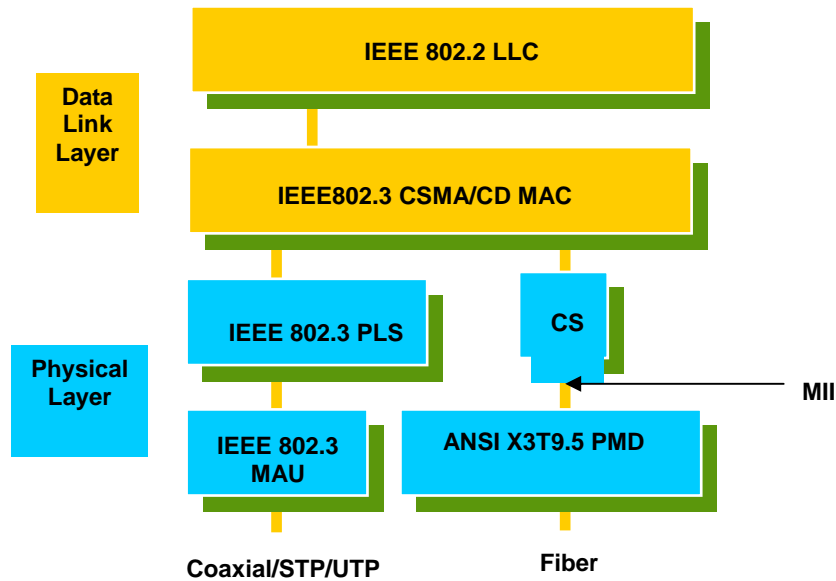 IEEE 802.2 LLC
Data
Link
Layer
IEEE802.3 CSMA/CD MAC
IEEE 802.3 PLS
CS
Physical
Layer
MII
IEEE 802.3
MAU
ANSI X3T9.5 PMD
Coaxial/STP/UTP
Fiber